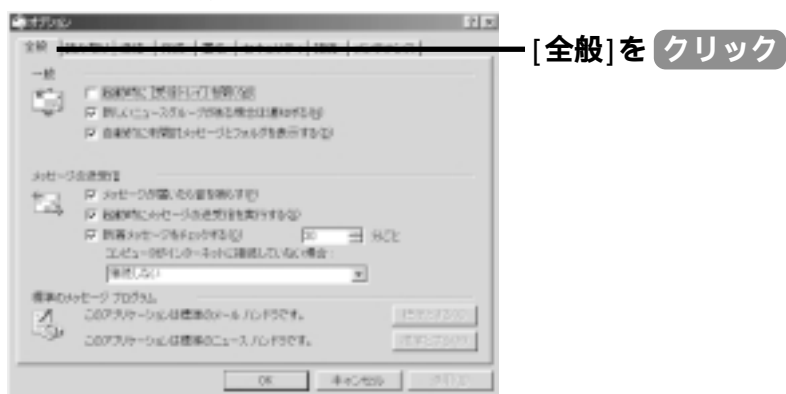 オプション
[全般]を クリック
全般
一般
起動時に[受信トレイ]を開く(W)
新しいニュースグループがある場合は通知する(N)
自動的に未開封メッセージとフォルダを表示する(D)
メッセージの送受信
メッセージが届いたら音を鳴らす(P)
起動時にメッセージの送受信を実行する(S)
新着メッセージをチェックする(C) 30 分ごと
コンピュータがインターネットに接続していない場合:
接続しない
標準のメッセージ プログラム
このアプリケーションは標準のメール ハンドラです。
このアプリケーションは標準のニュース ハンドラです。
OK キャンセル